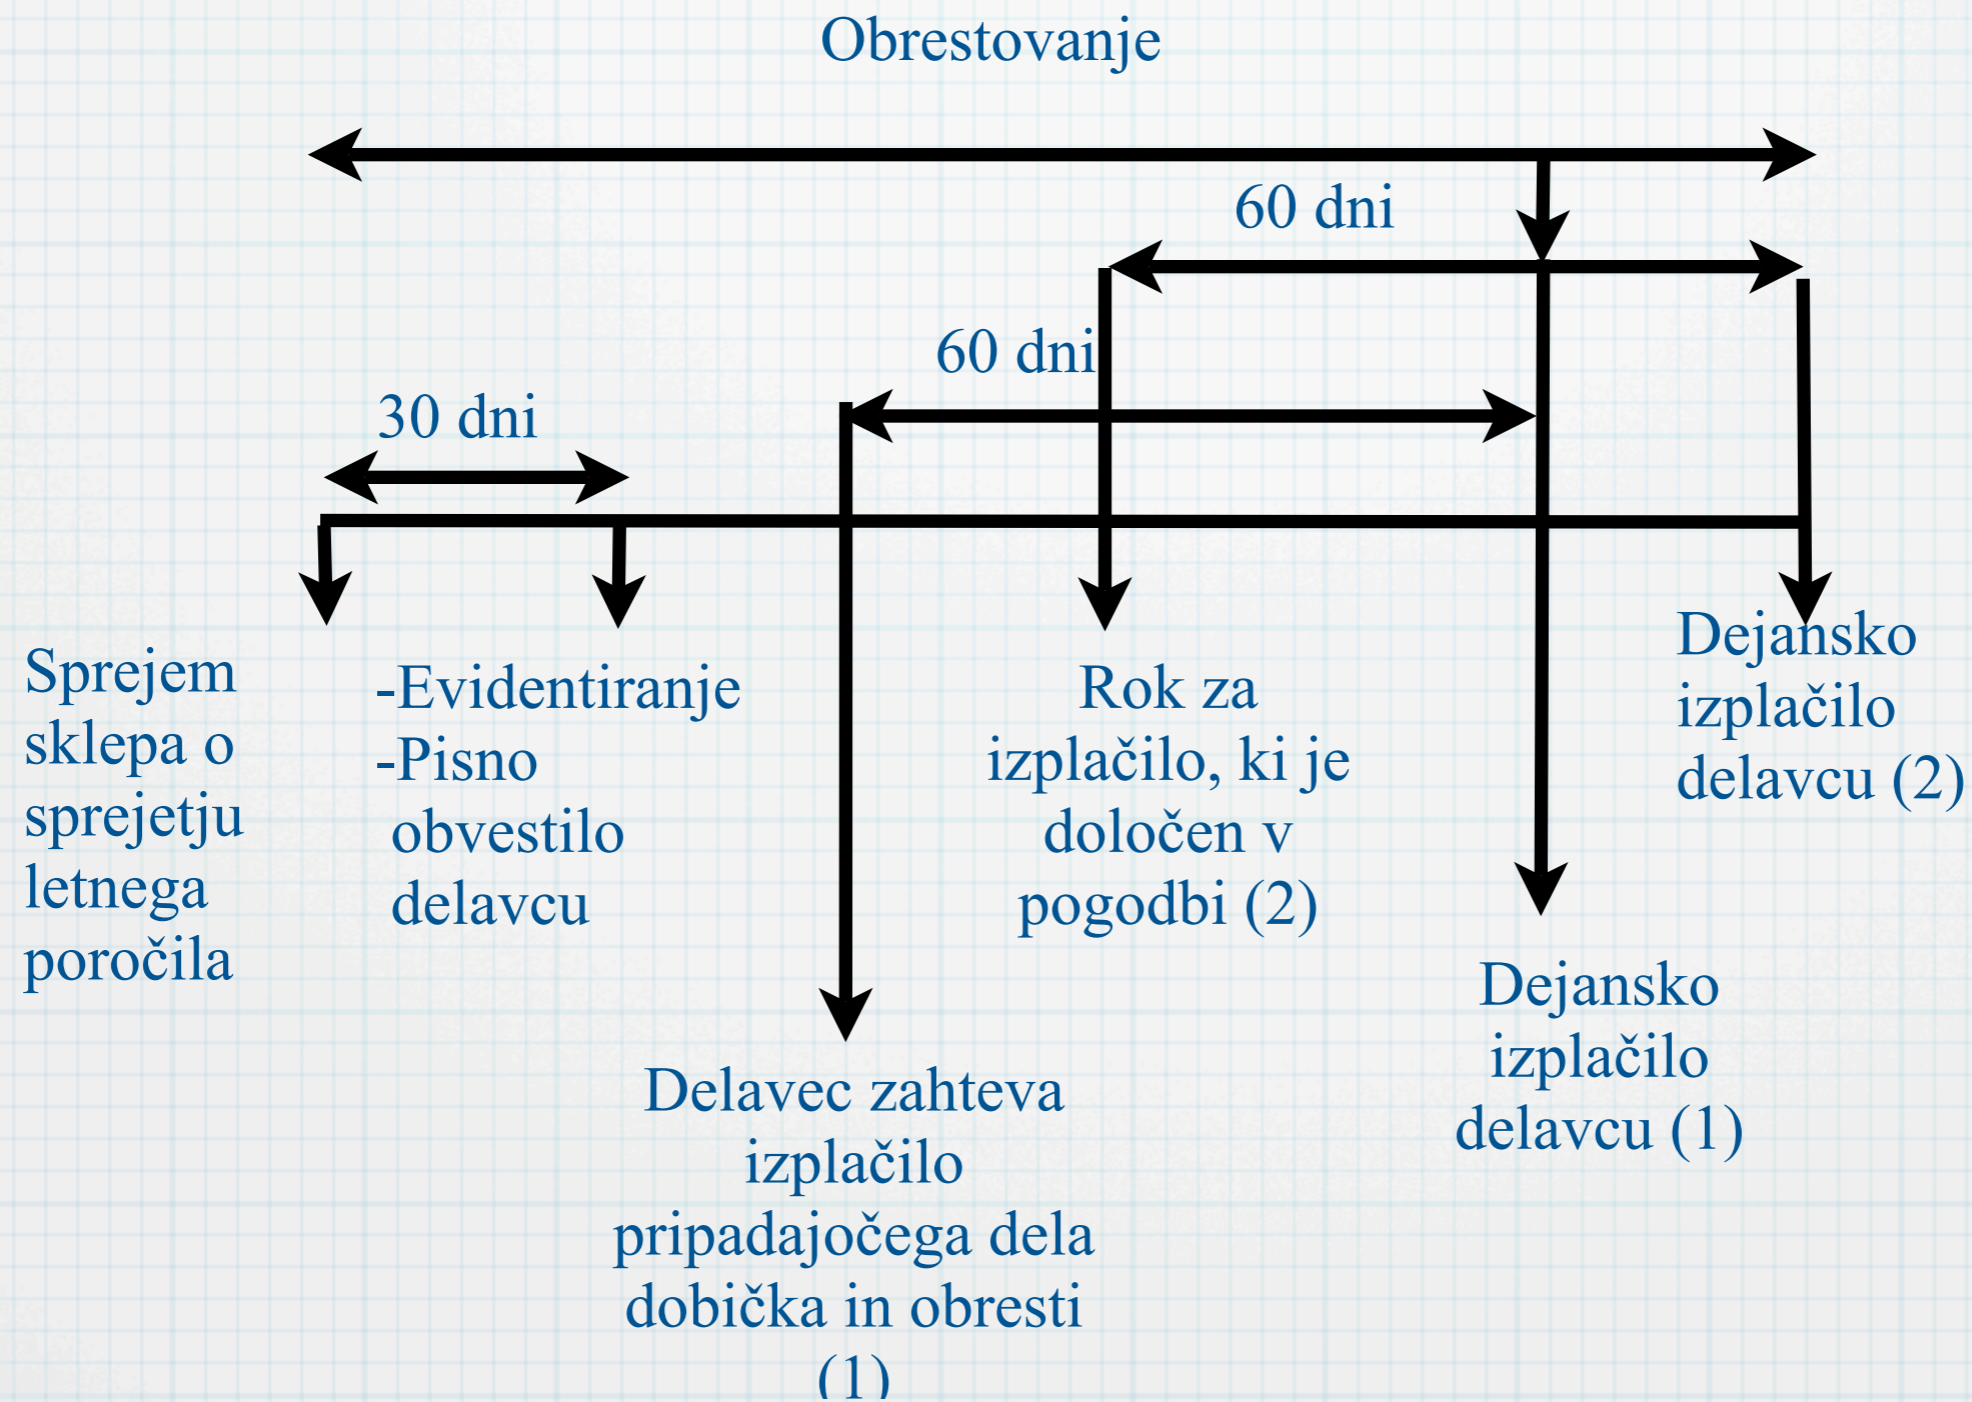 Obrestovanje
60 dni
60 dni
30 dni
Sprejem
sklepa o
sprejetju
letnega
poročila
-Evidentiranje
-Pisno
obvestilo
delavcu
Rok za
izplačilo, ki je
določen v
pogodbi (2)
Dejansko
izplačilo
delavcu (2)
Delavec zahteva
izplačilo
pripadajočega dela
dobička in obresti
(1)
Dejansko
izplačilo
delavcu (1)